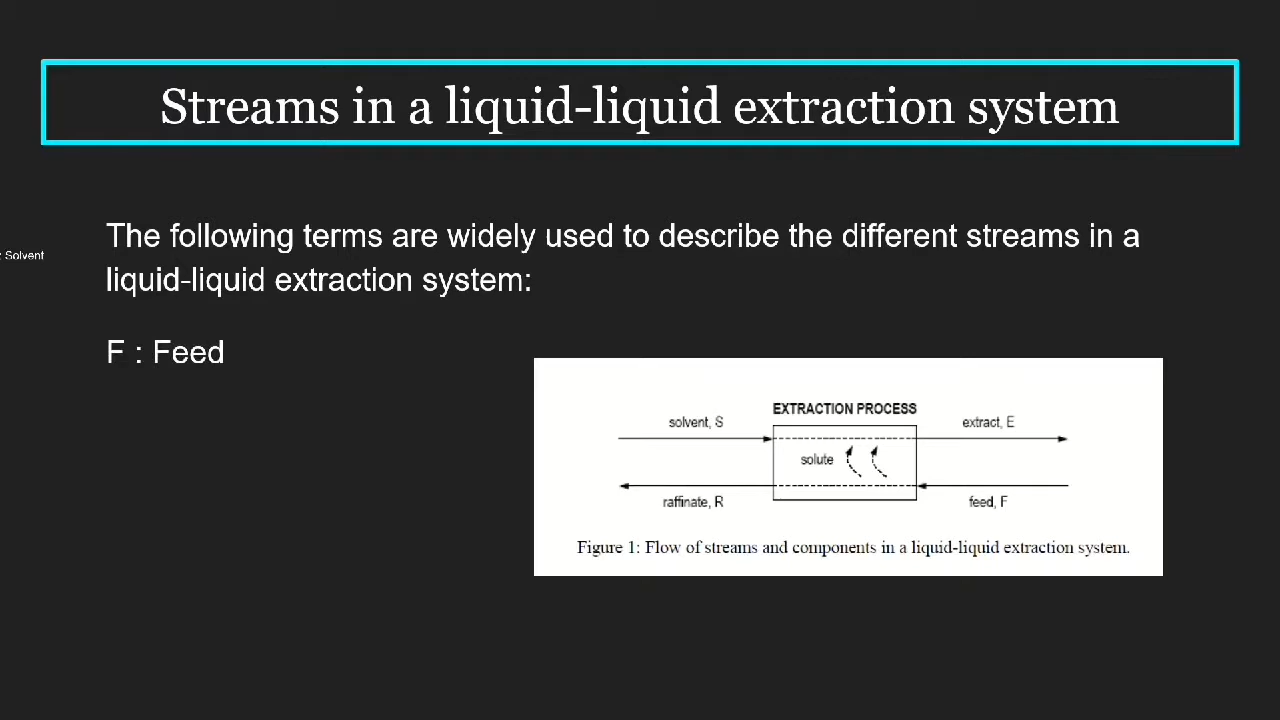 Streams in a liquid-liquid extraction system
The following terms are widely used to describe the different streams in a
: Solvent
liquid-liquid extraction system:
F : Feed
EXTRACTION PROCESS
solvent, S
extract, E
solute
raffinate, R
feed, F
Figure 1: Flow of streams and components in a liquid-liquid extraction system.